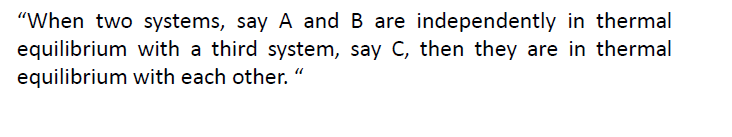 “When two systems, say A and B are independently in thermal
equilibrium with a third system, say C, then they are in thermal
equilibrium with each other. “